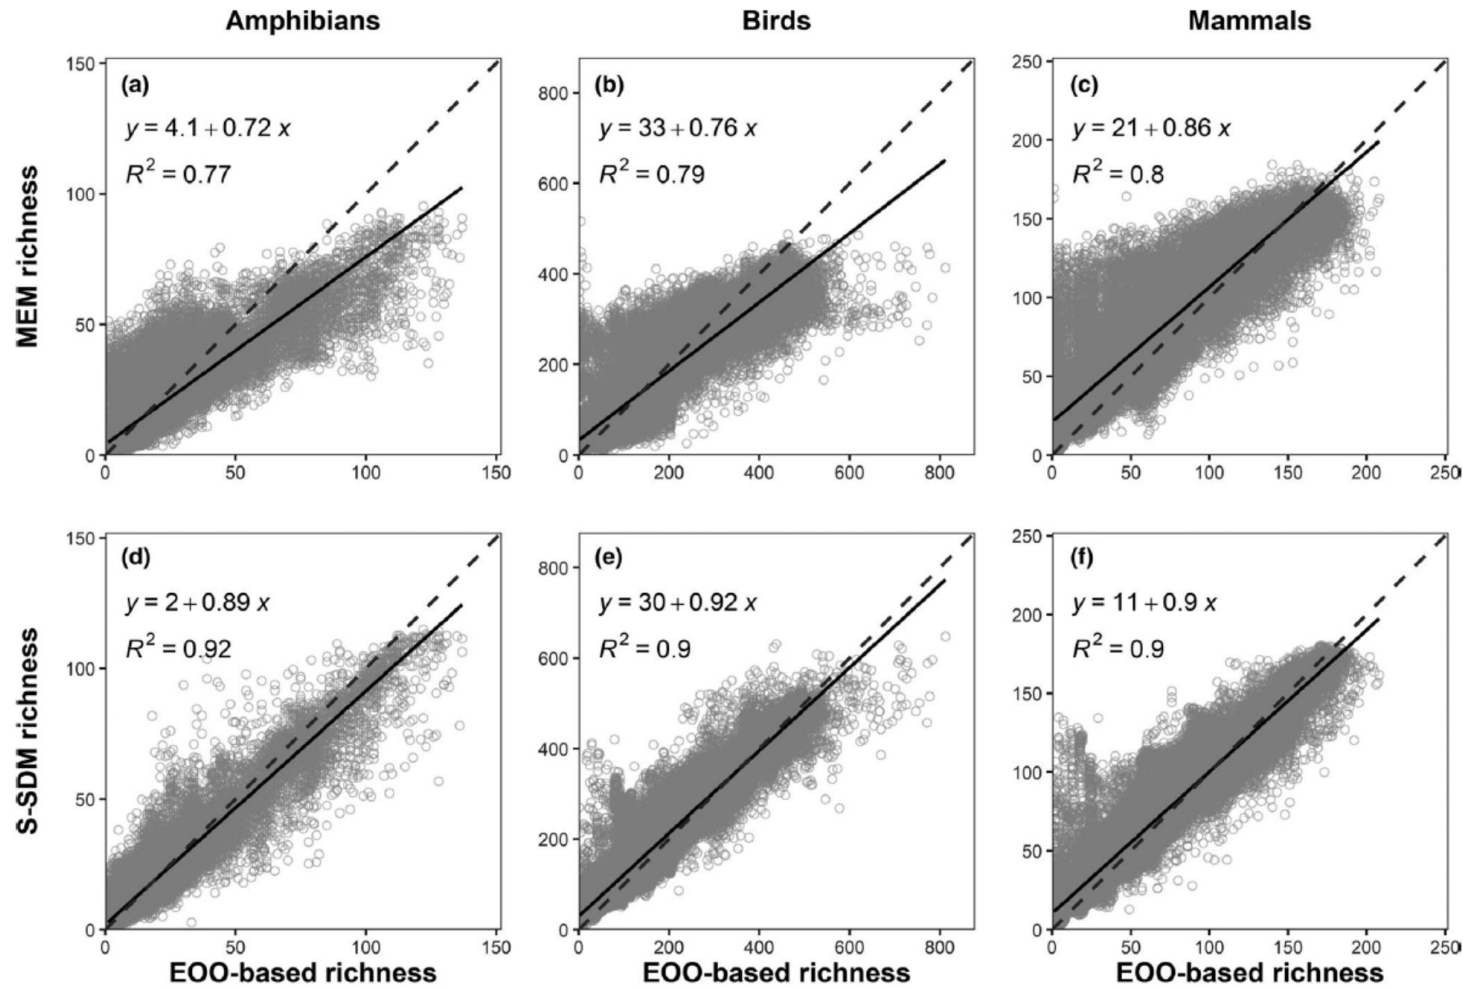 Amphibians Birds Mammals
MEM richness
(a)
y = 4.1 + 0.72 x
R² = 0.77
150
100
50
0
0 50 100 150
(b)
y = 33 + 0.76 x
R² = 0.79
800
600
400
200
0
0 200 400 600 800
(c)
y = 21 + 0.86 x
R² = 0.8
250
200
150
100
50
0
0 50 100 150 200 250
S-SDM richness
(d)
y = 2 + 0.89 x
R² = 0.92
150
100
50
0
0 50 100 150
EOO-based richness
(e)
y = 30 + 0.92 x
R² = 0.9
800
600
400
200
0
0 200 400 600 800
EOO-based richness
(f)
y = 11 + 0.9 x
R² = 0.9
250
200
150
100
50
0
0 50 100 150 200 250
EOO-based richness